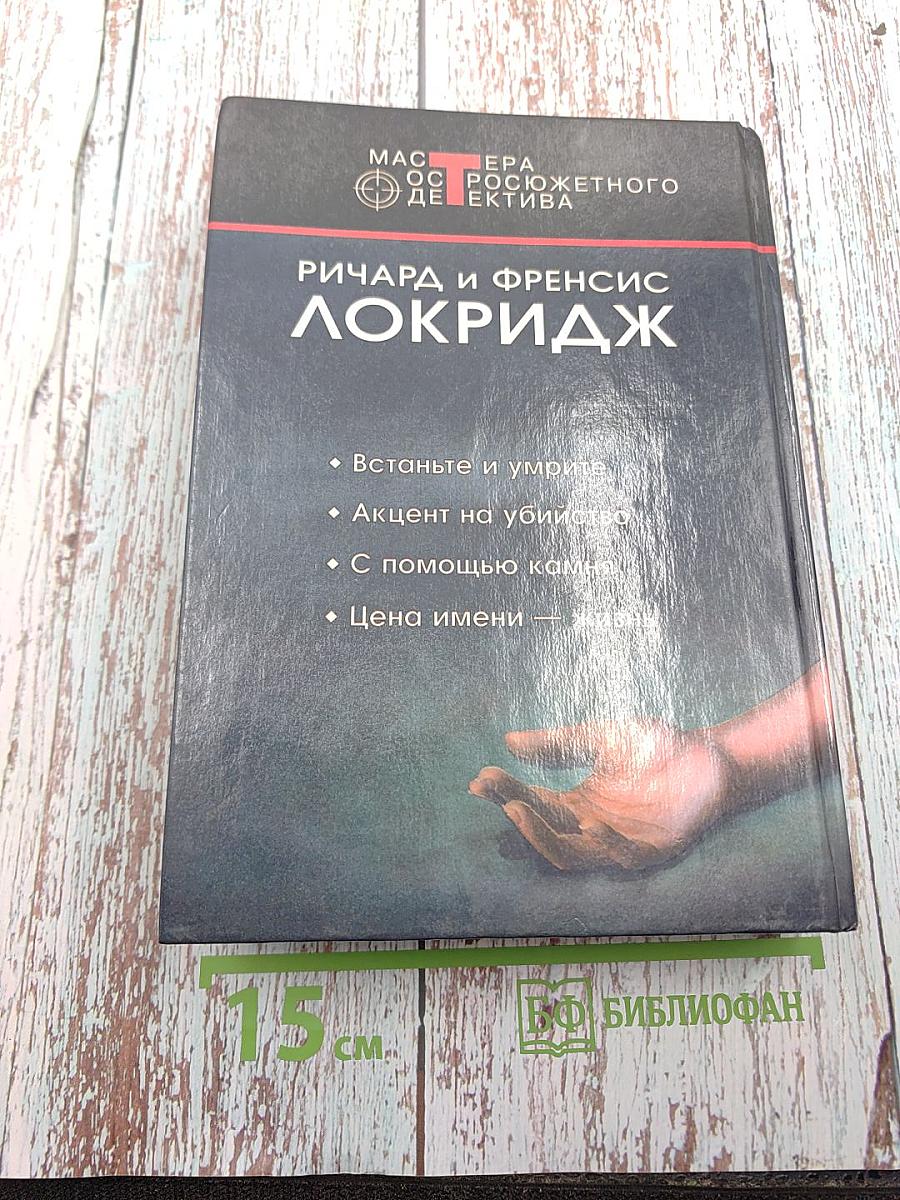 МАСТЕРА
ОСТРОСЮЖЕТНОГО
ДЕТЕКТИВА
РИЧАРД и ФРЕНСИС
ЛОКРИДЖ
Встаньте и умрите
Акцент на убийство
С помощью камня
Цена имени — жизнь
15 см
БФ БИБЛИОФАН